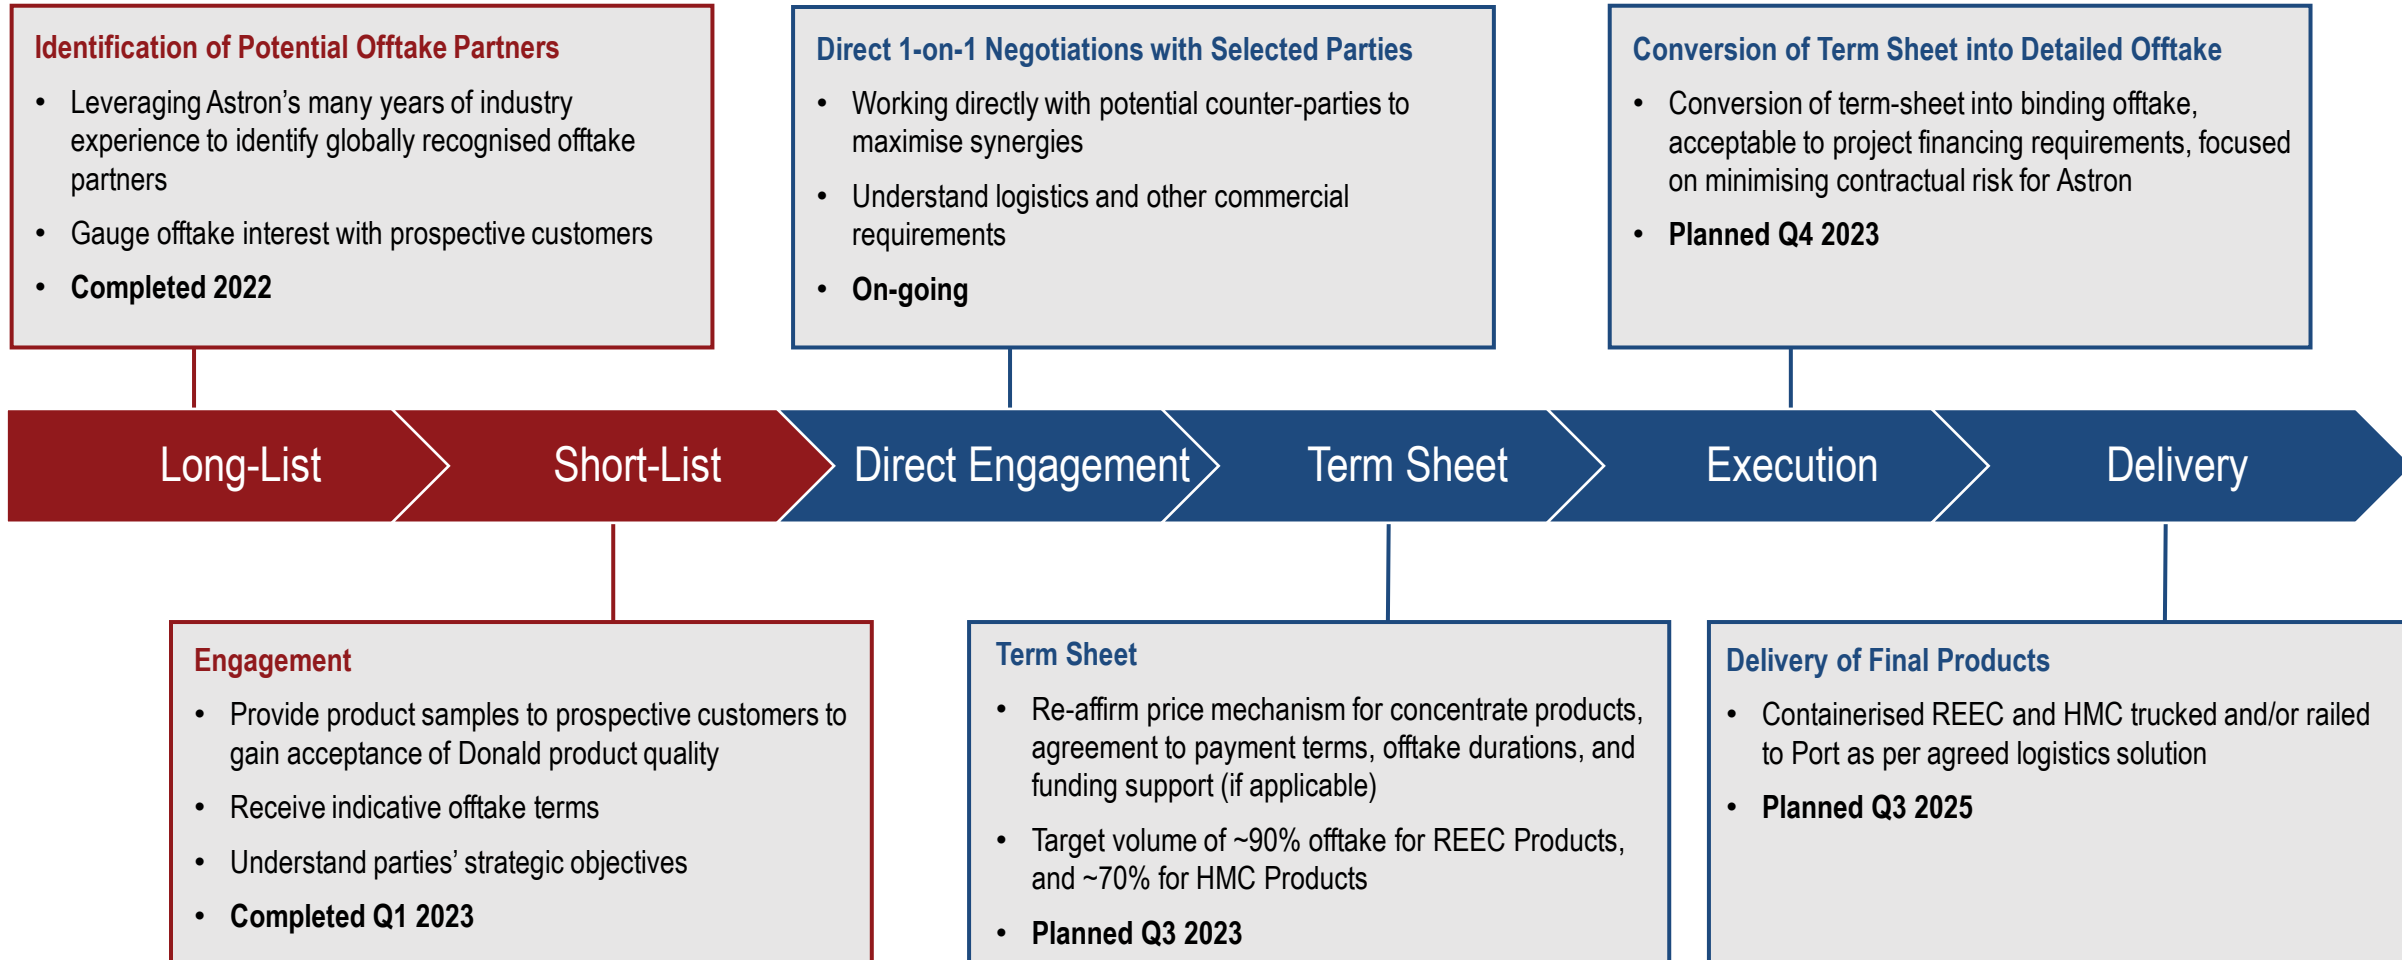 Identification of Potential Offtake Partners
• Leveraging Astron's many years of industry
experience to identify globally recognised offtake
partners
• Gauge offtake interest with prospective customers
• Completed 2022
Direct 1-on-1 Negotiations with Selected Parties
• Working directly with potential counter-parties to
maximise synergies
• Understand logistics and other commercial
requirements
• On-going
Conversion of Term Sheet into Detailed Offtake
• Conversion of term-sheet into binding offtake,
acceptable to project financing requirements, focused
on minimising contractual risk for Astron
• Planned Q4 2023
Long-List
Short-List
Direct Engagement
Term Sheet
Execution
Delivery
Engagement
• Provide product samples to prospective customers to
gain acceptance of Donald product quality
• Receive indicative offtake terms
• Understand parties' strategic objectives
• Completed Q1 2023
Term Sheet
• Re-affirm price mechanism for concentrate products,
agreement to payment terms, offtake durations, and
funding support (if applicable)
• Target volume of ~90% offtake for REEC Products,
and ~70% for HMC Products
• Planned Q3 2023
Delivery of Final Products
• Containerised REEC and HMC trucked and/or railed
to Port as per agreed logistics solution
• Planned Q3 2025